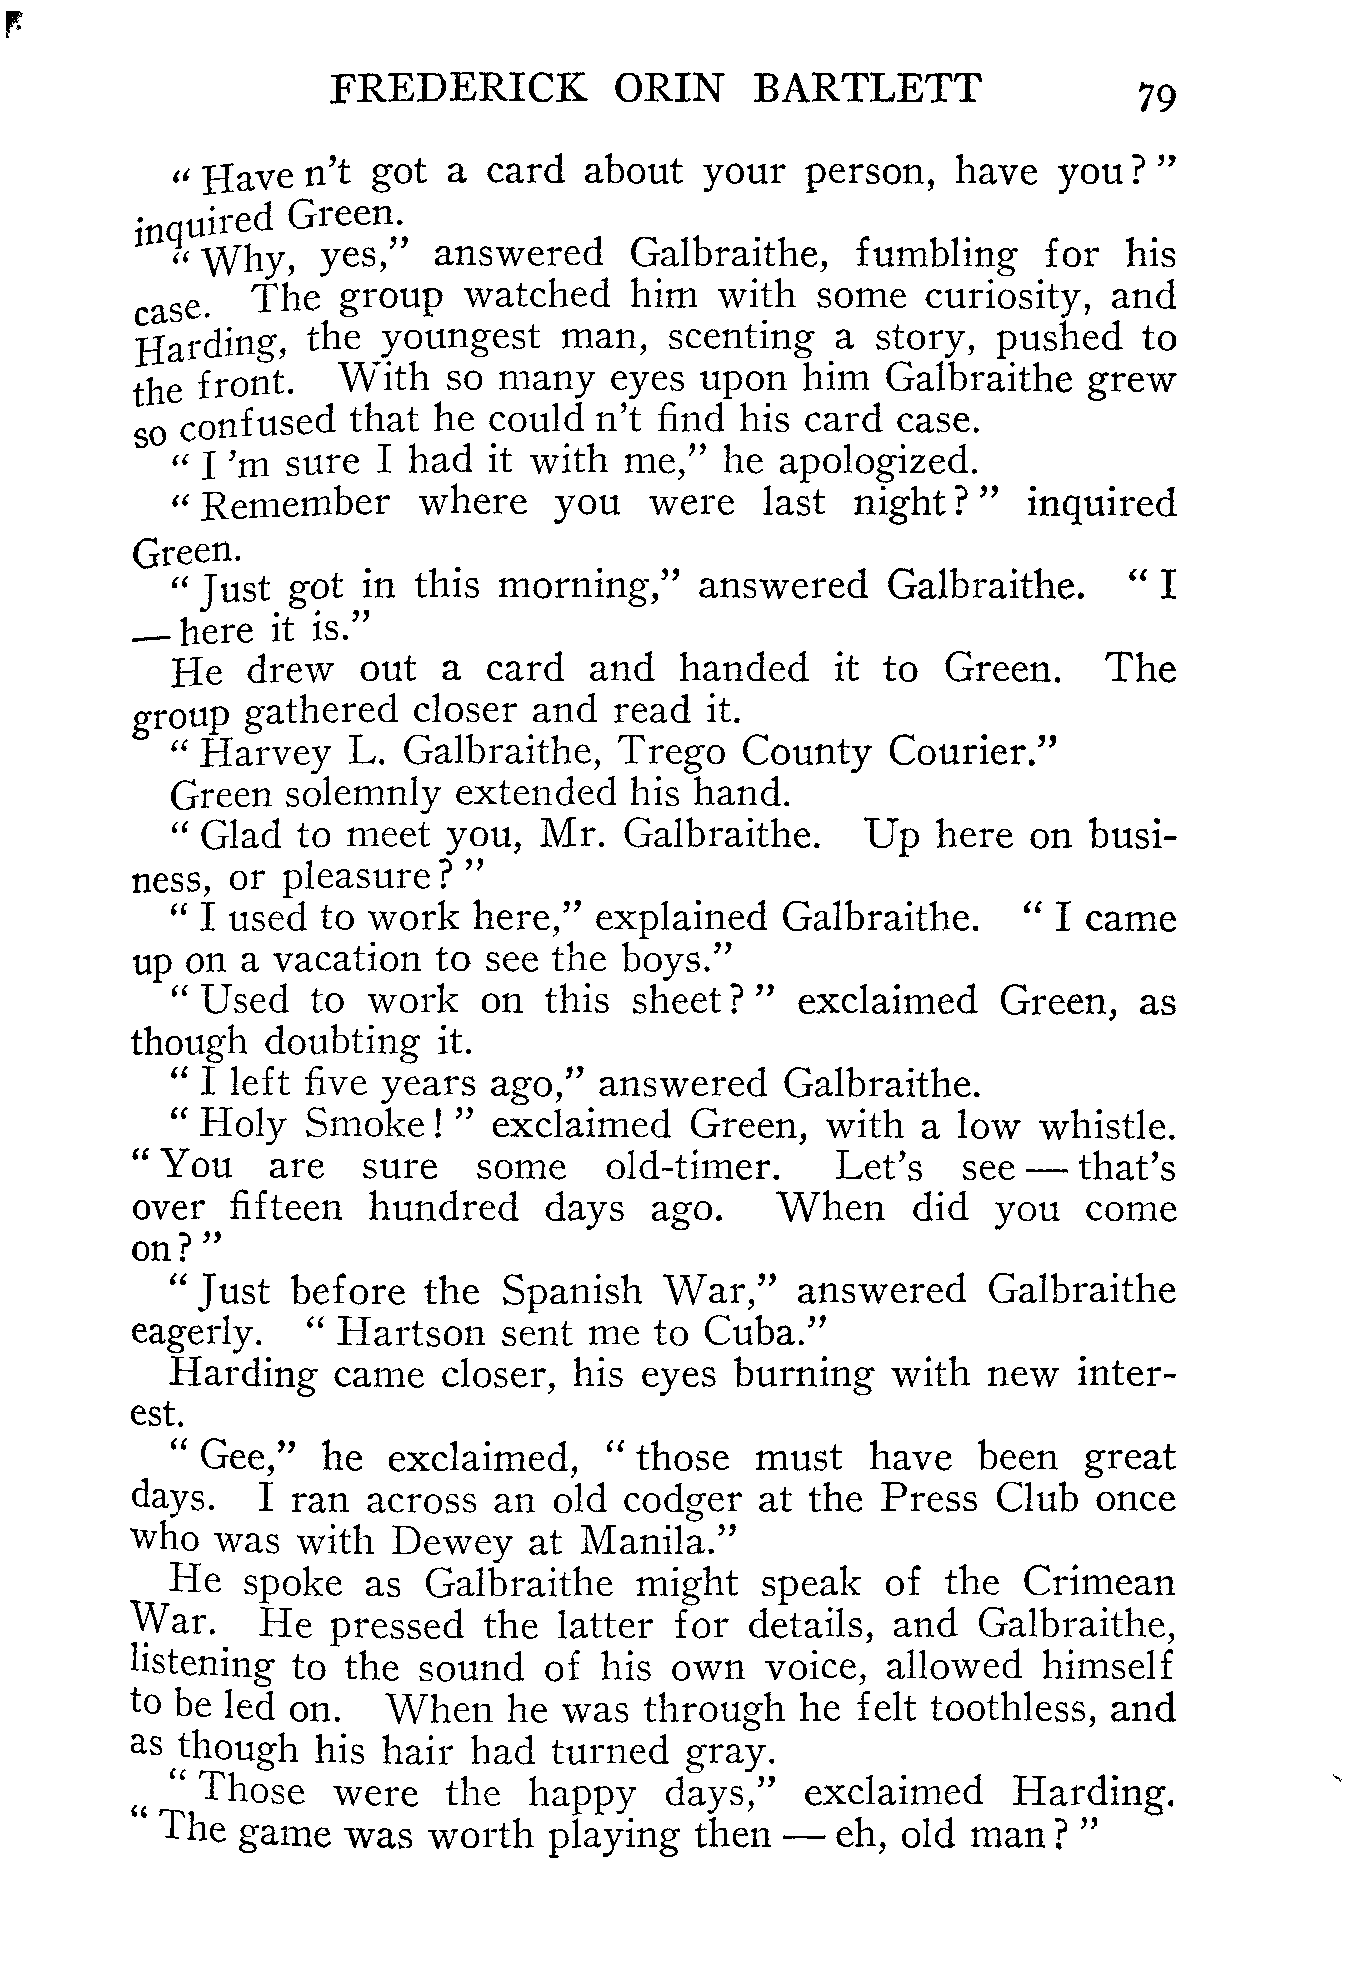 FREDERICK ORIN BARTLETT 79
" Have n't got a card about your person, have you? "
inquired Green.
" Why, yes," answered Galbraithe, fumbling for his
case. The group watched him with some curiosity, and
Harding, the youngest man, scenting a story, pushed to
the front. With so many eyes upon him Galbraithe grew
so confused that he could n't find his card case.
" I 'm sure I had it with me," he apologized.
" Remember where you were last night? " inquired
Green.
" Just got in this morning," answered Galbraithe. " I
— here it is."
He drew out a card and handed it to Green. The
group gathered closer and read it.
" Harvey L. Galbraithe, Trego County Courier."
Green solemnly extended his hand.
" Glad to meet you, Mr. Galbraithe. Up here on busi-
ness, or pleasure? "
" I used to work here," explained Galbraithe. " I came
up on a vacation to see the boys."
" Used to work on this sheet? " exclaimed Green, as
though doubting it.
" I left five years ago," answered Galbraithe.
" Holy Smoke! " exclaimed Green, with a low whistle.
" You are sure some old-timer. Let's see — that's
over fifteen hundred days ago. When did you come
on? "
" Just before the Spanish War," answered Galbraithe
eagerly. " Hartson sent me to Cuba."
Harding came closer, his eyes burning with new inter-
est.
" Gee," he exclaimed, " those must have been great
days. I ran across an old codger at the Press Club once
who was with Dewey at Manila."
He spoke as Galbraithe might speak of the Crimean
War. He pressed the latter for details, and Galbraithe,
listening to the sound of his own voice, allowed himself
to be led on. When he was through he felt toothless, and
as though his hair had turned gray.
" Those were the happy days," exclaimed Harding.
" The game was worth playing then — eh, old man? "